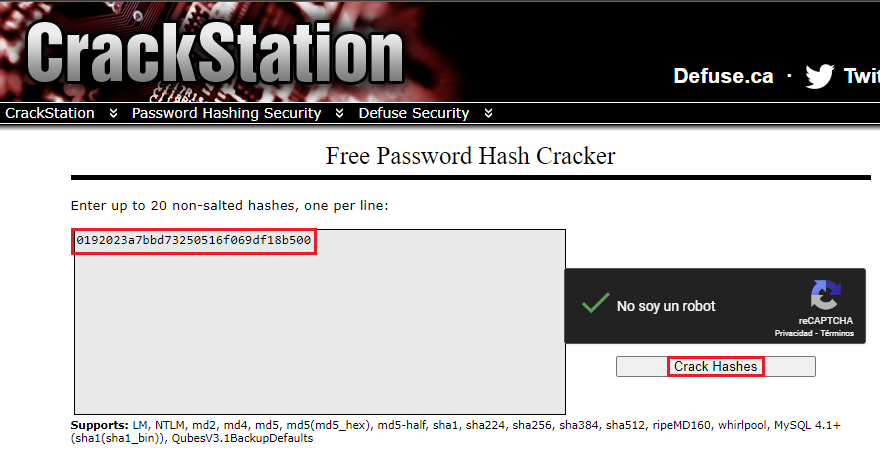 CrackStation
Defuse.ca · Twit
CrackStation Password Hashing Security Defuse Security
Free Password Hash Cracker
Enter up to 20 non-salted hashes, one per line:
0192023a7bbd73250516f069df18b500
No soy un robot
reCAPTCHA
Privacidad - Términos
Crack Hashes
Supports: LM, NTLM, md2, md4, md5, md5(md5_hex), md5-half, sha1, sha224, sha256, sha384, sha512, ripeMD160, whirlpool, MySQL 4.1+
(sha1(sha1_bin)), QubesV3.1BackupDefaults